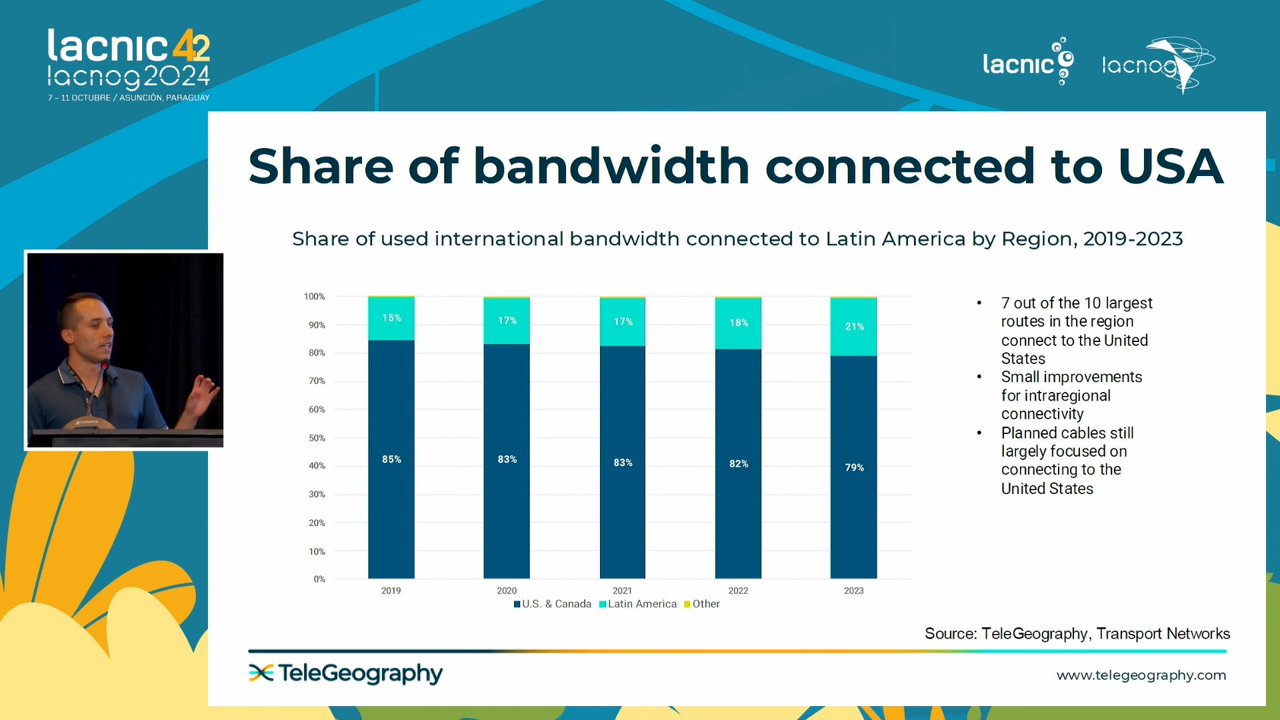 lacnic 42
lacnog2024
7 - 11 OCTUBRE / ASUNCIÓN, PARAGUAY
lacnic
lacnog
Share of bandwidth connected to USA
Share of used international bandwidth connected to Latin America by Region, 2019-2023
100%
90%
80%
70%
60%
50%
40%
30%
20%
10%
0%
15%
17%
17%
18%
21%
85%
83%
83%
82%
79%
2019
2020
2021
2022
2023
U.S. & Canada
Latin America
Other
• 7 out of the 10 largest
routes in the region
connect to the United
States
• Small improvements
for intraregional
connectivity
• Planned cables still
largely focused on
connecting to the
United States
Source: TeleGeography, Transport Networks
TeleGeography
www.telegeography.com